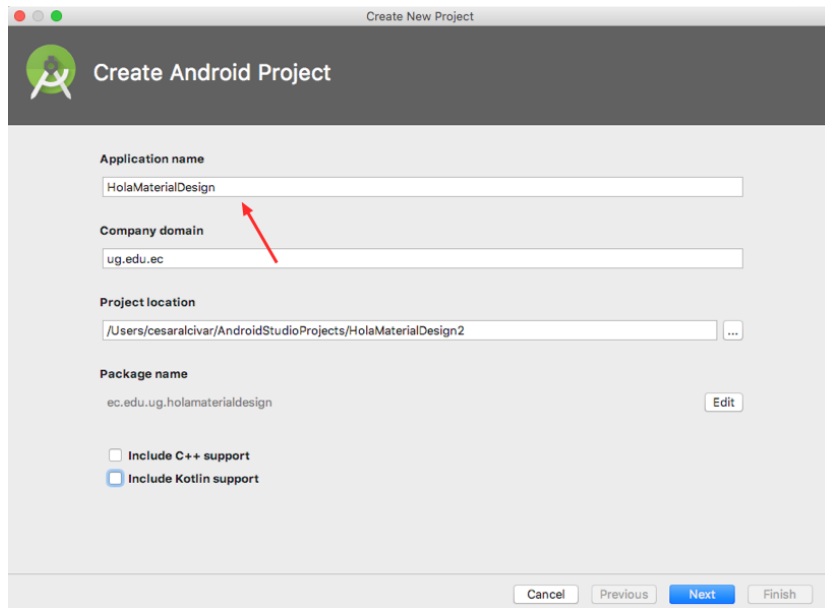 Create New Project
Create Android Project
Application name
HolaMaterialDesign
Company domain
ug.edu.ec
Project location
/Users/cesaralcivar/AndroidStudioProjects/HolaMaterialDesign2
...
Package name
ec.edu.ug.holamaterialdesign
Edit
Include C++ support
Include Kotlin support
Cancel Previous Next Finish